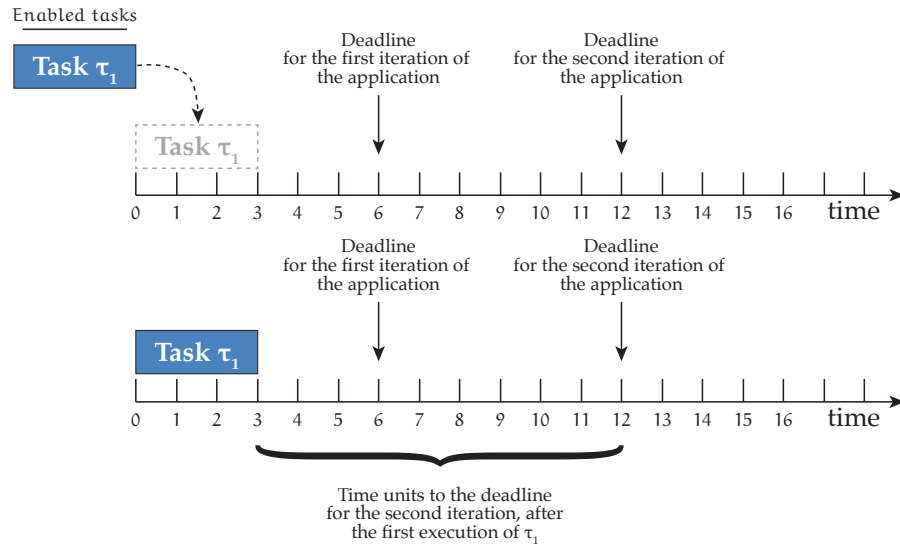 Enabled tasks
Task τ1
Deadline
for the first iteration of
the application
Deadline
for the second iteration of
the application
Task τ1
0 1 2 3 4 5 6 7 8 9 10 11 12 13 14 15 16 time
Deadline
for the first iteration of
the application
Deadline
for the second iteration of
the application
Task τ1
0 1 2 3 4 5 6 7 8 9 10 11 12 13 14 15 16 time
Time units to the deadline
for the second iteration, after
the first execution of τ1